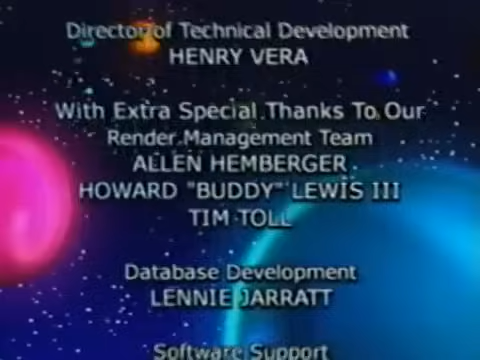 Director of Technical Development
HENRY VERA
With Extra Special Thanks To Our
Render Management Team
ALLEN HEMBERGER
HOWARD "BUDDY" LEWIS III
TIM TOLL
Database Development
LENNIE JARRATT
Software Support